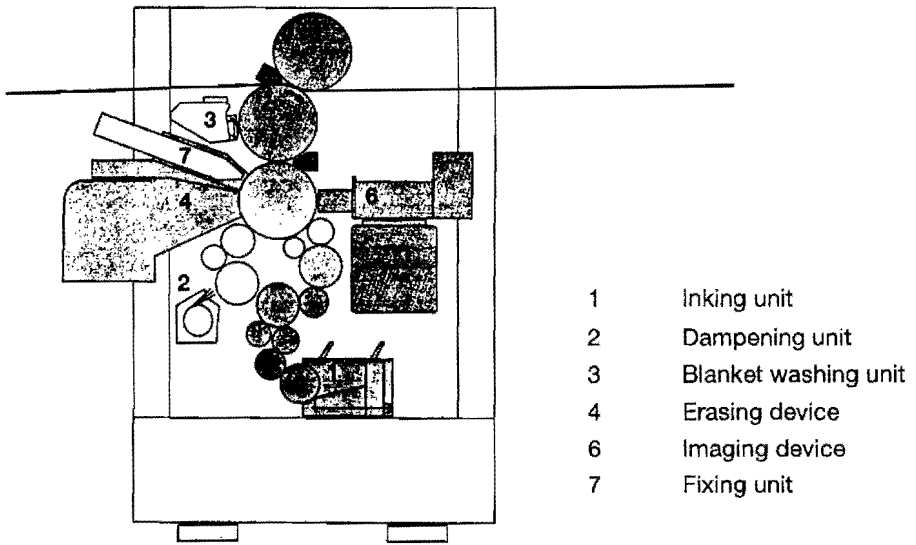 3
7
4
6
2
1
1 Inking unit
2 Dampening unit
3 Blanket washing unit
4 Erasing device
6 Imaging device
7 Fixing unit